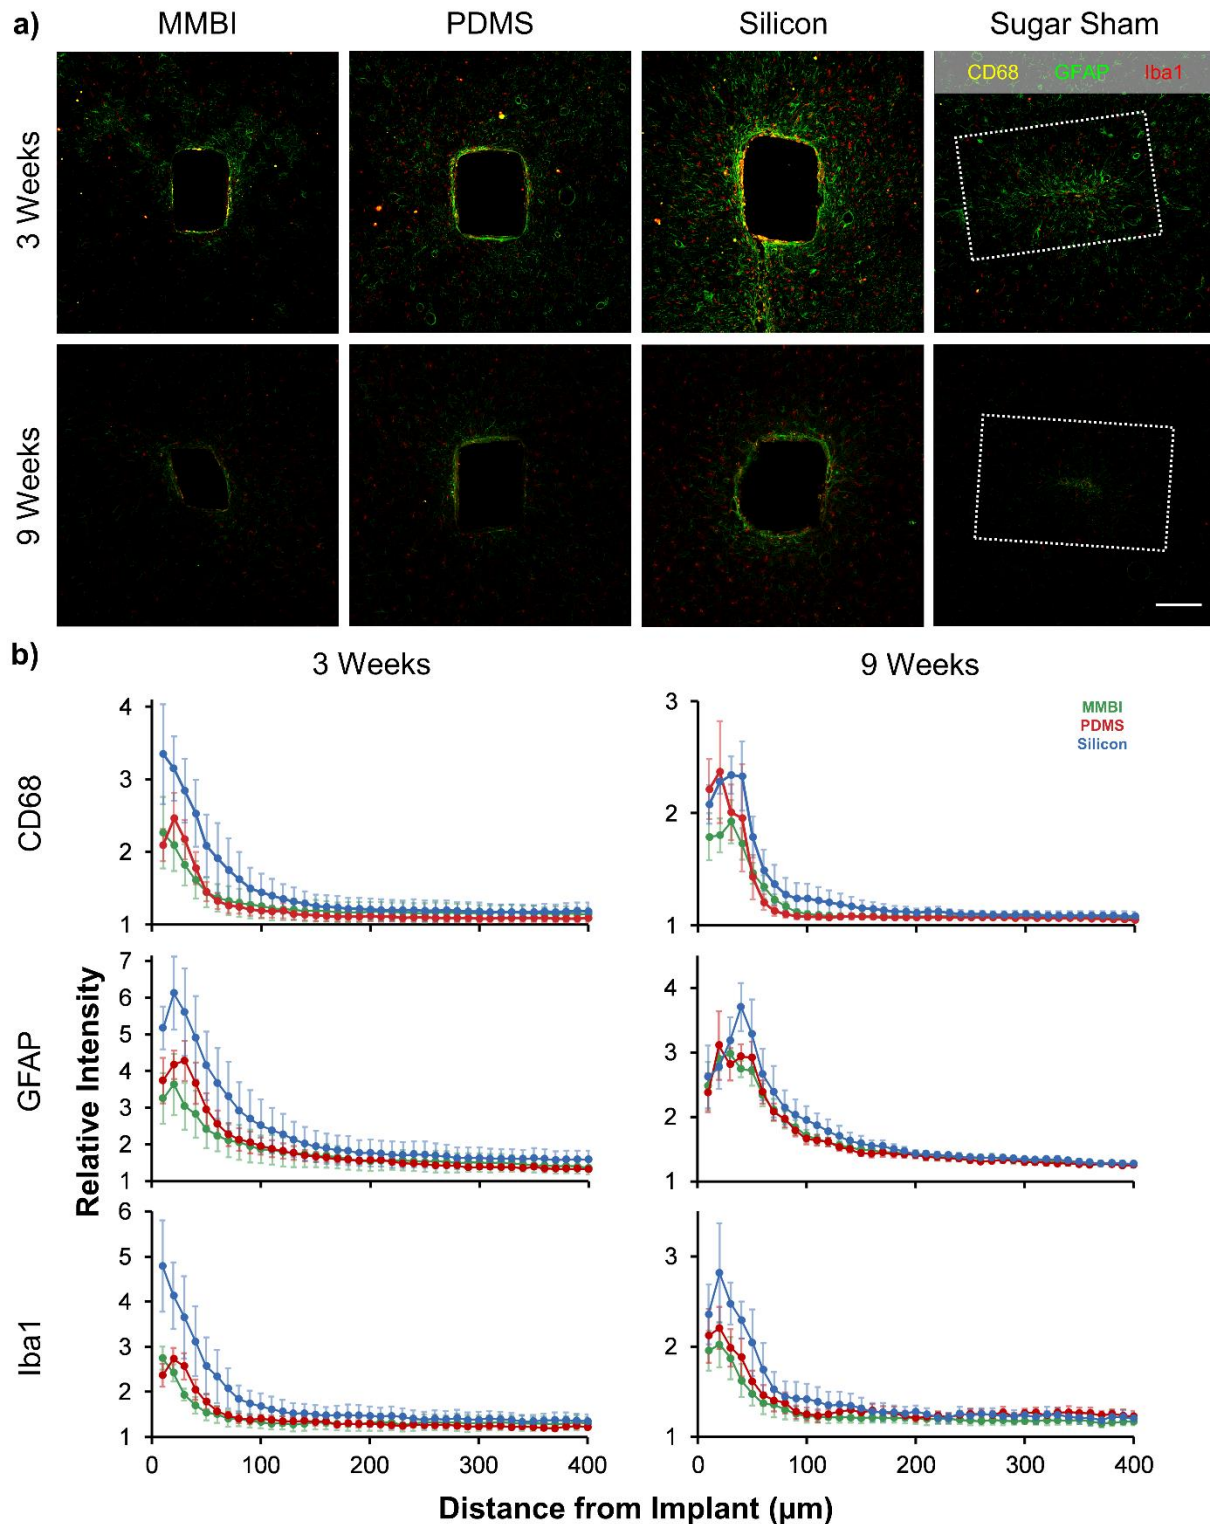 a)
MMBI
PDMS
Silicon
Sugar Sham
CD68 GFAP Iba1
3 Weeks
9 Weeks
b)
3 Weeks
9 Weeks
CD68
4
3
2
1
0 100 200 300 400
3
2
1
0 100 200 300 400
MMBI
PDMS
Silicon
GFAP
Relative Intensity
7
6
5
4
3
2
1
4
3
2
1
Iba1
6
5
4
3
2
1
3
2
1
Distance from Implant (µm)